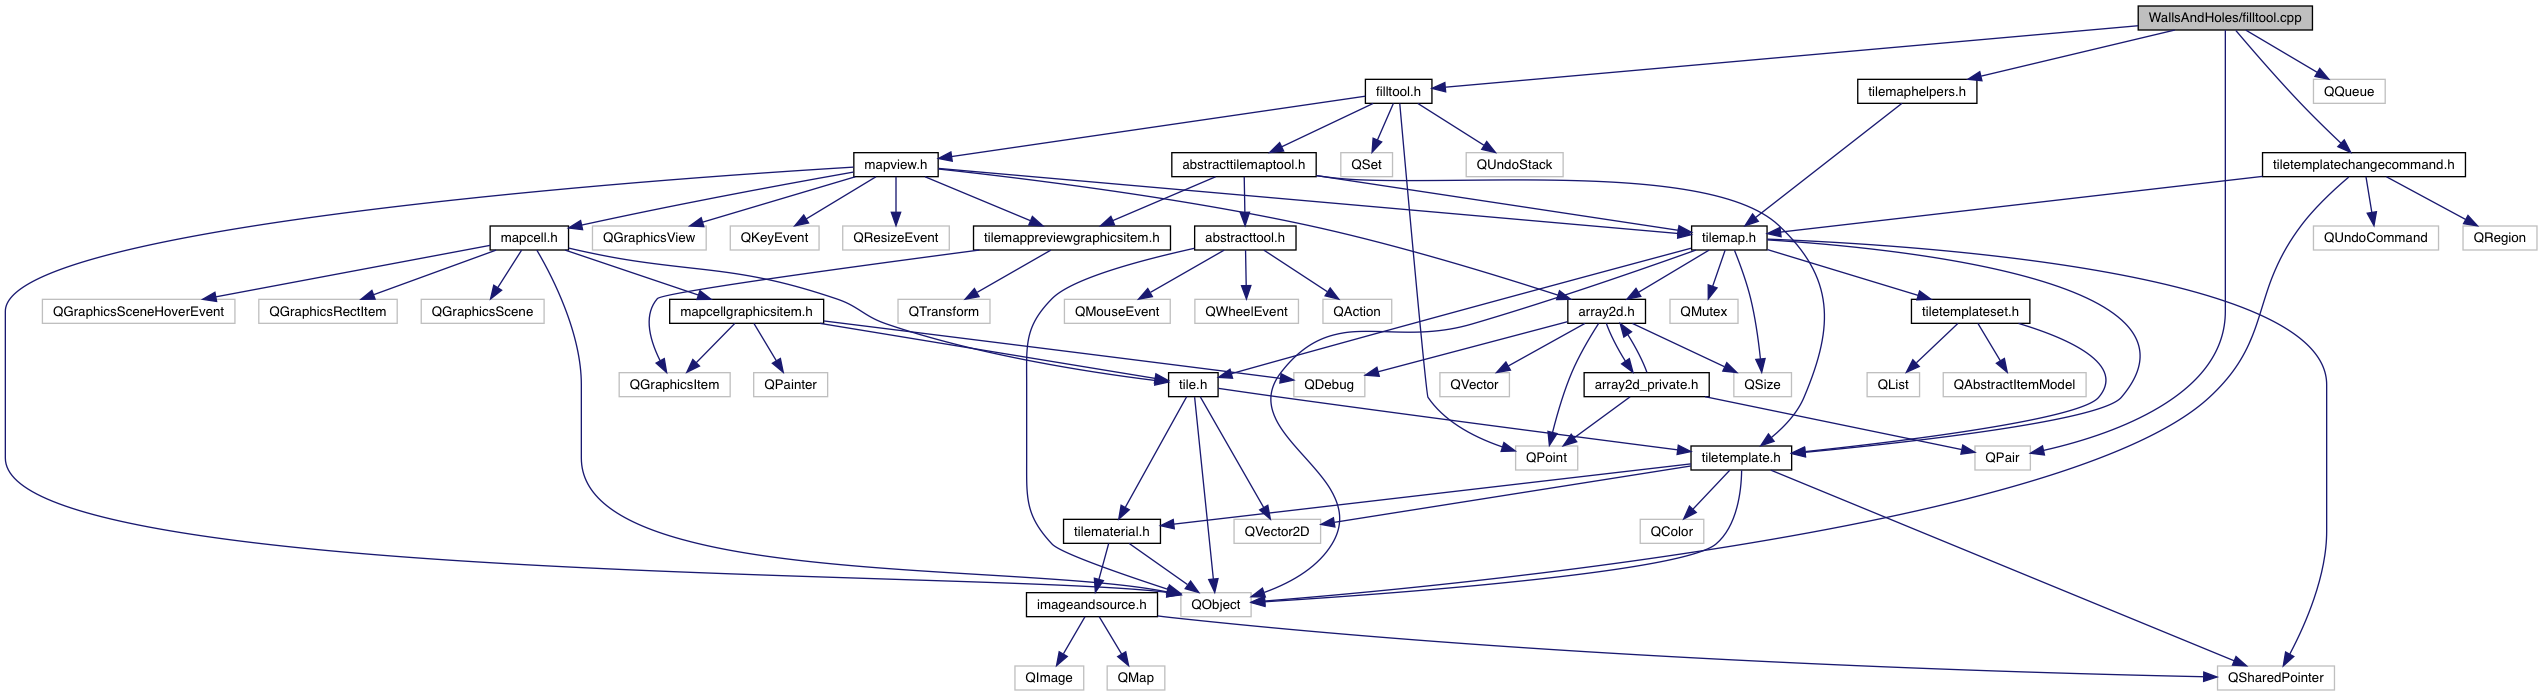 WallsAndHoles/filltool.cpp
filltool.h
tilemaphelpers.h
QQueue
mapview.h
abstracttilemaptool.h
QSet
QUndoStack
tiletemplatechangecommand.h
mapcell.h
QGraphicsView
QKeyEvent
QResizeEvent
tilemappreviewgraphicsitem.h
abstracttool.h
tilemap.h
QUndoCommand
QRegion
QGraphicsSceneHoverEvent
QGraphicsRectItem
QGraphicsScene
mapcellgraphicsitem.h
QTransform
QMouseEvent
QWheelEvent
QAction
array2d.h
QMutex
tiletemplateset.h
QGraphicsItem
QPainter
tile.h
QDebug
QVector
array2d_private.h
QSize
QList
QAbstractItemModel
QPoint
tiletemplate.h
QPair
tilematerial.h
QVector2D
QColor
imageandsource.h
QObject
QImage
QMap
QSharedPointer